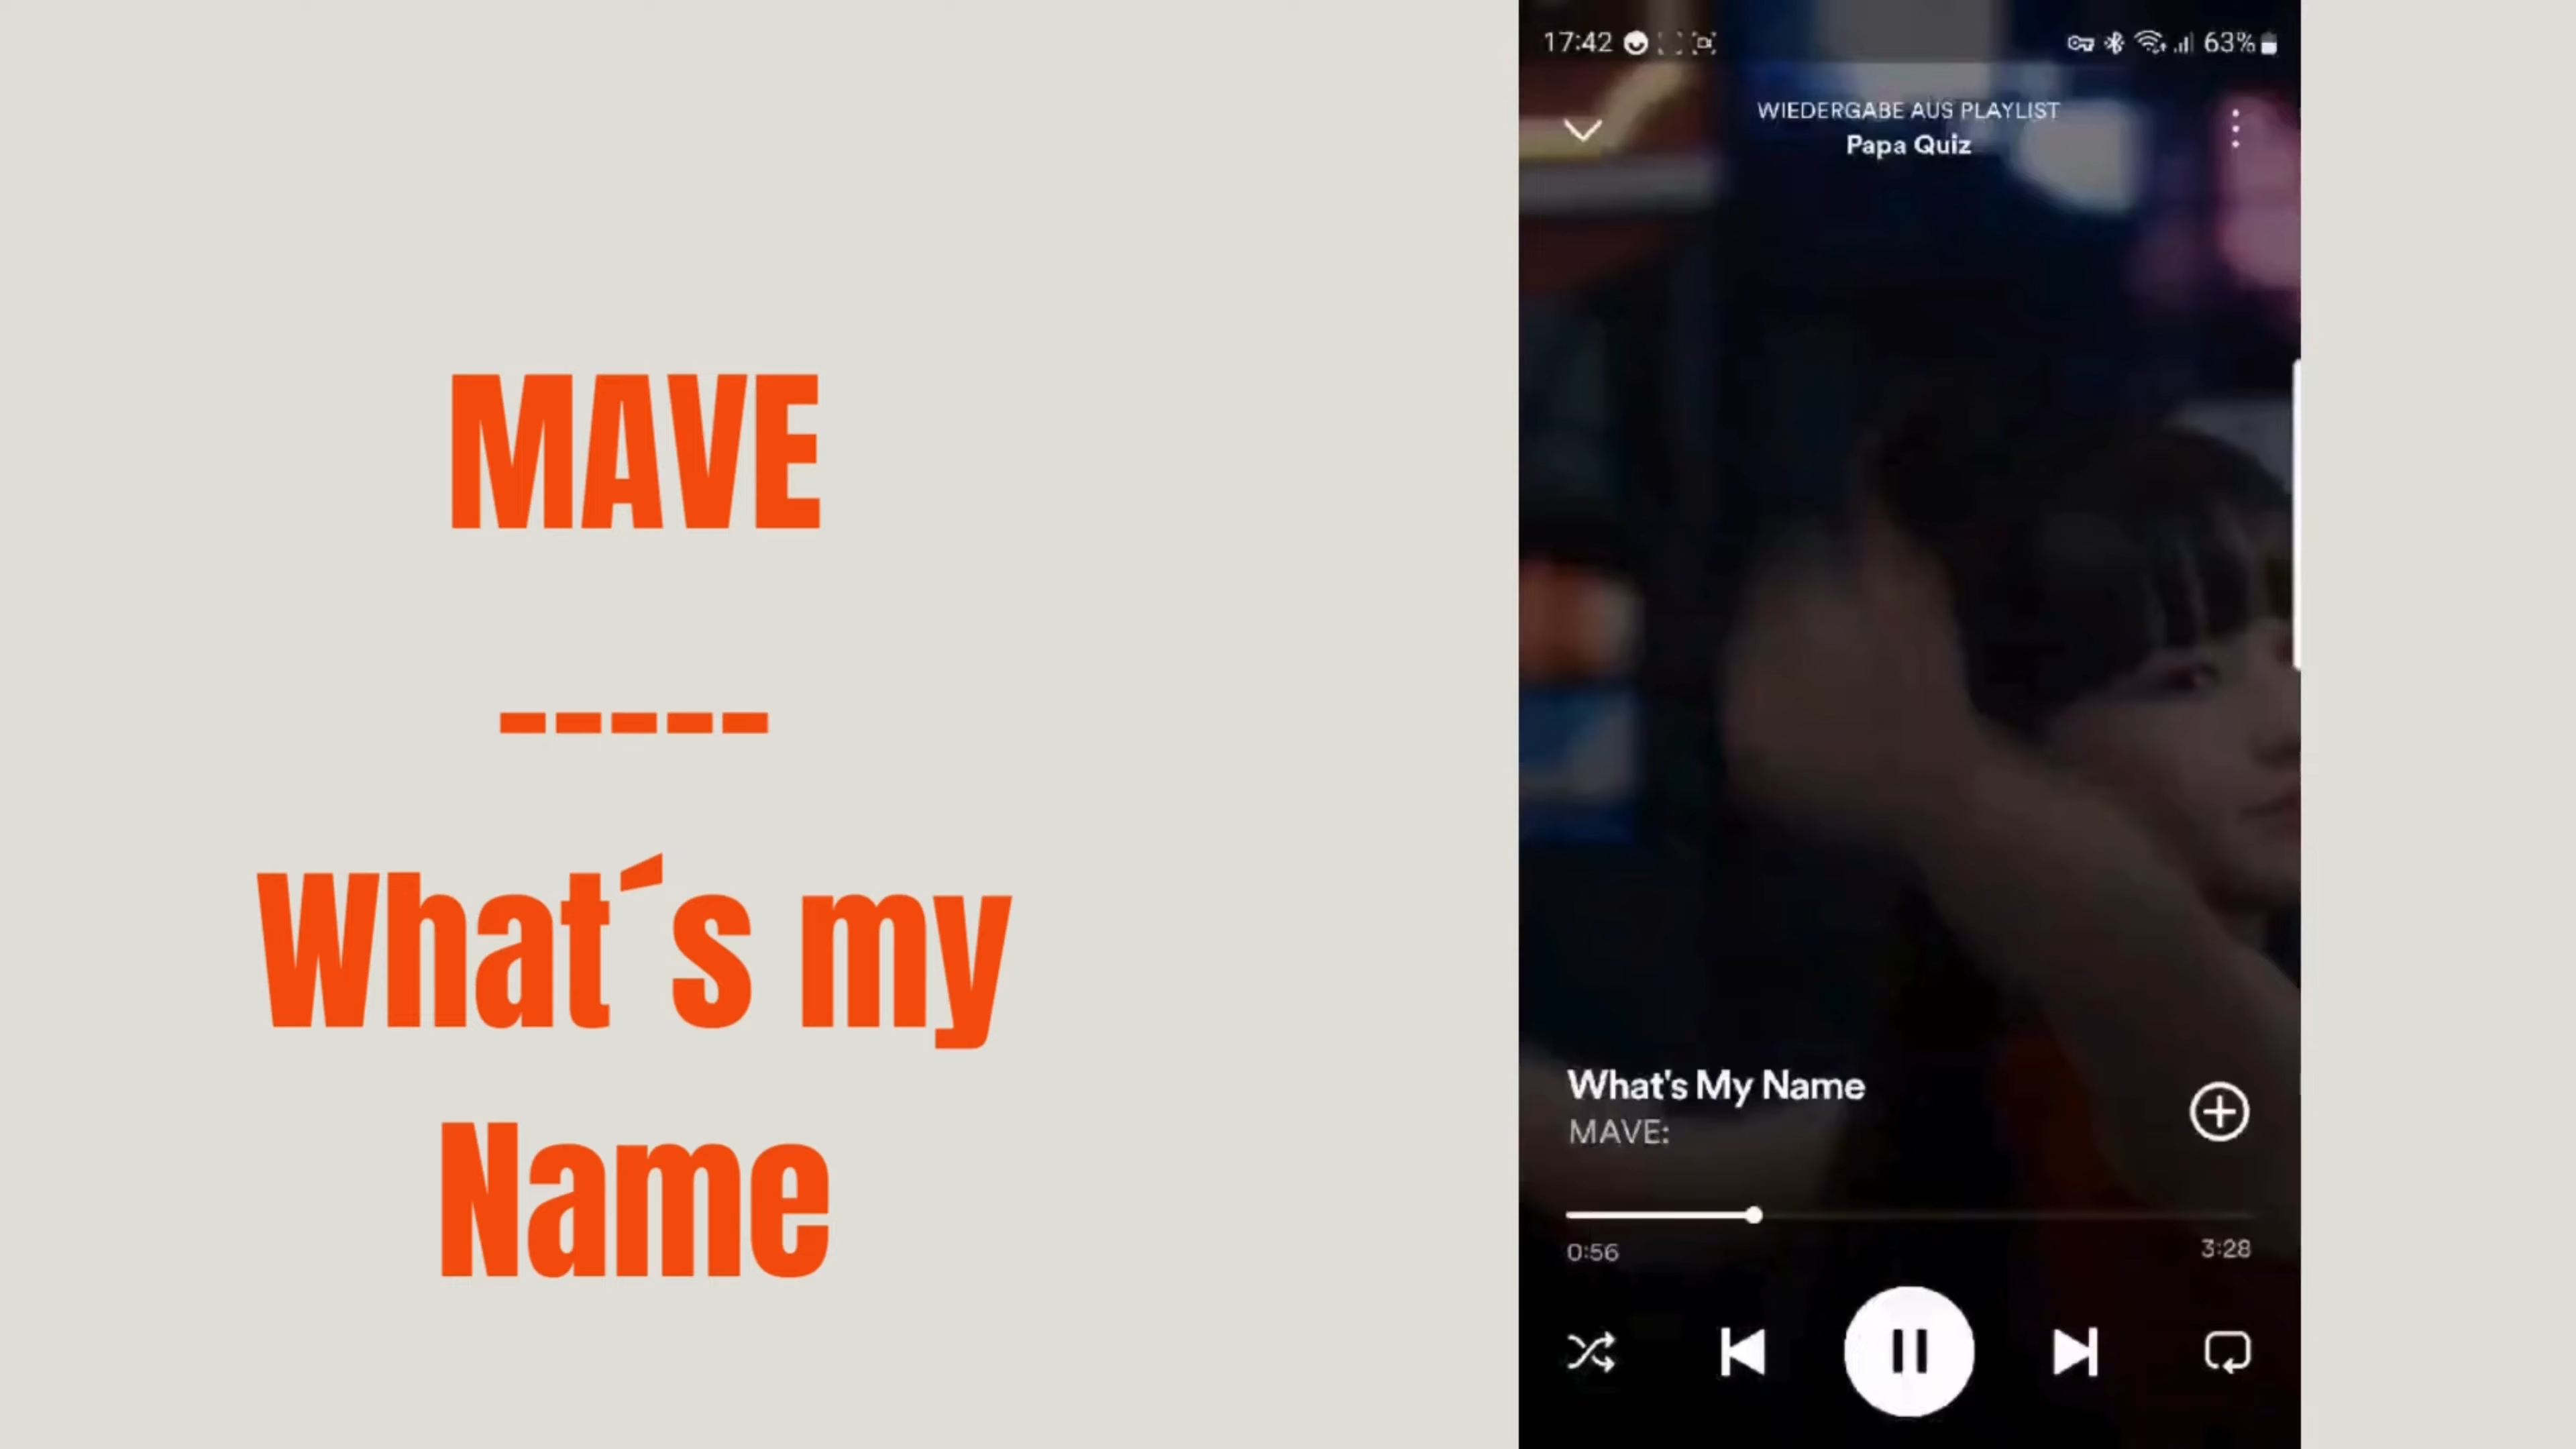 MAVE
-----
What´s my
Name
17:42
63%
WIEDERGABE AUS PLAYLIST
Papa Quiz
What's My Name
MAVE:
0:56
3:28